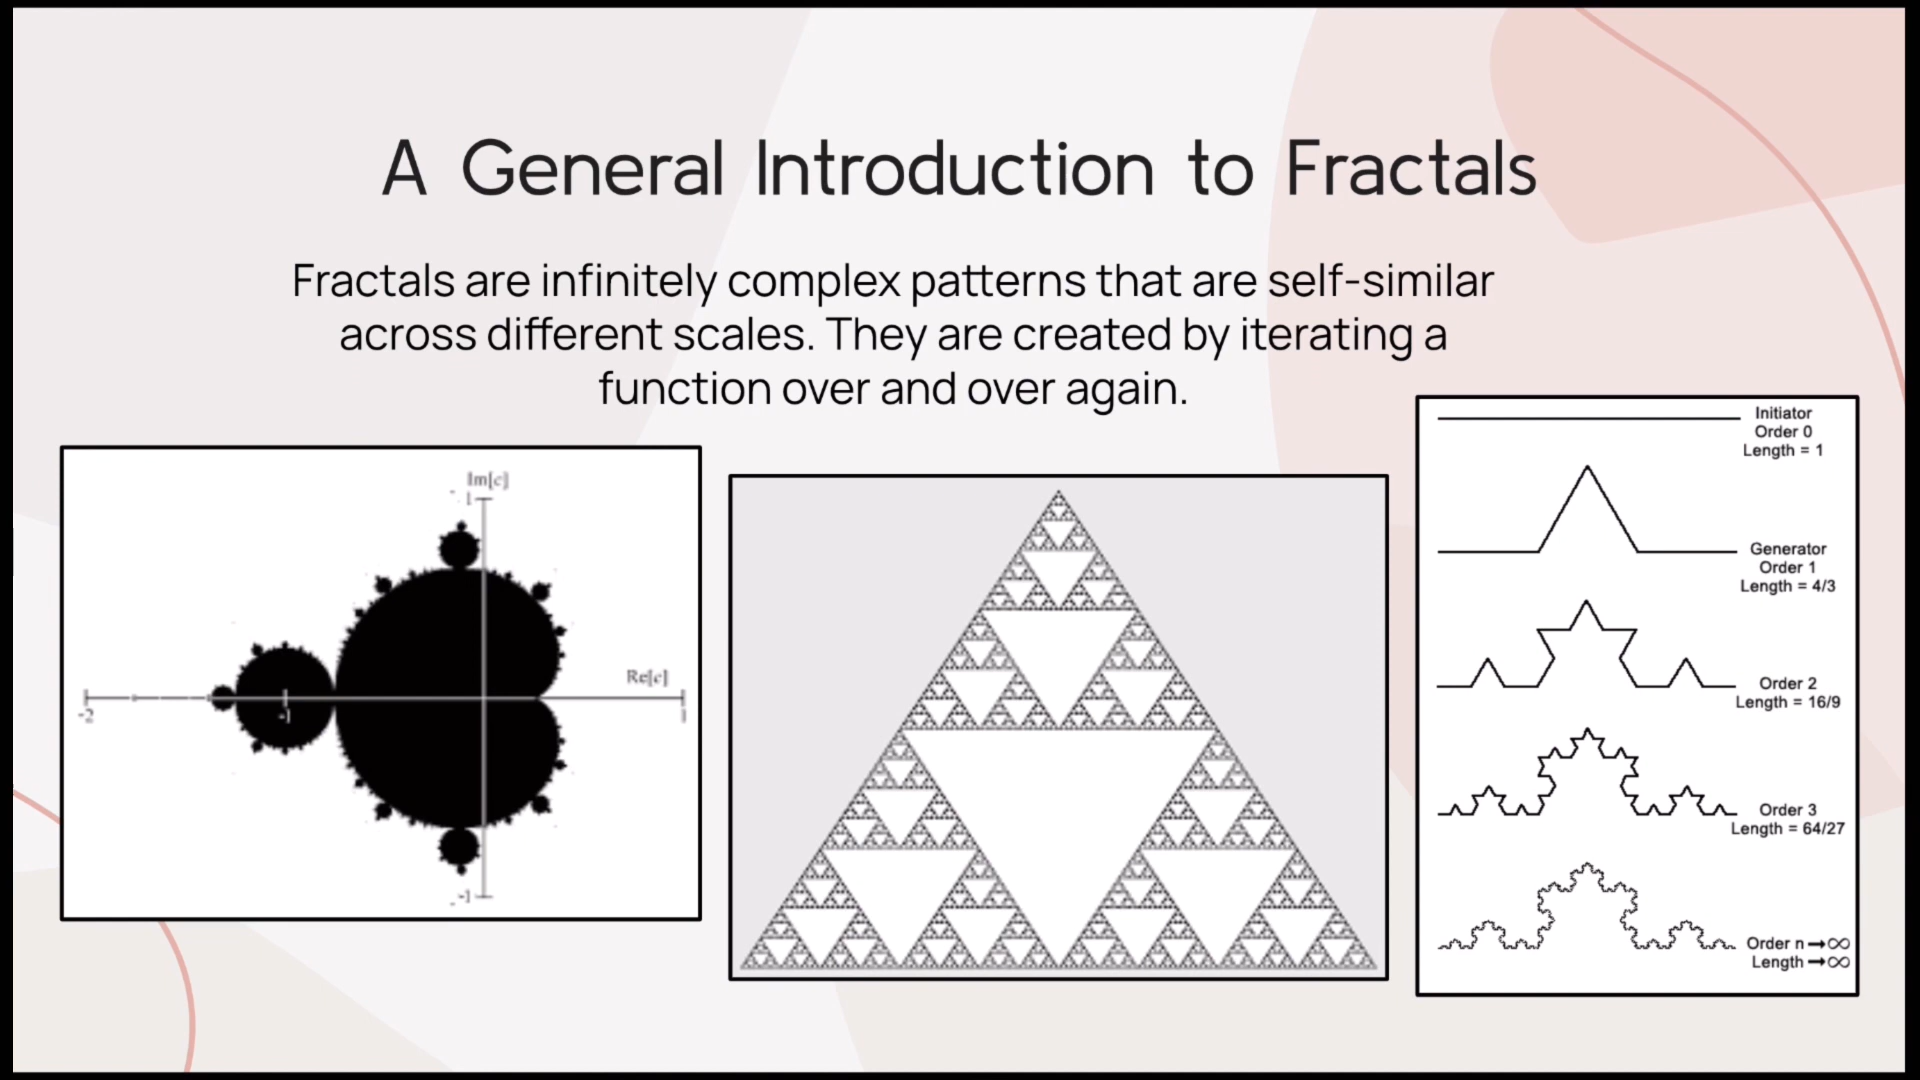 A General Introduction to Fractals
Fractals are infinitely complex patterns that are self-similar
across different scales. They are created by iterating a
function over and over again.
Im[c]
1
Re[c]
-2
-1
1
-1
Initiator
Order 0
Length = 1
Generator
Order 1
Length = 4/3
Order 2
Length = 16/9
Order 3
Length = 64/27
Order n→∞
Length→∞